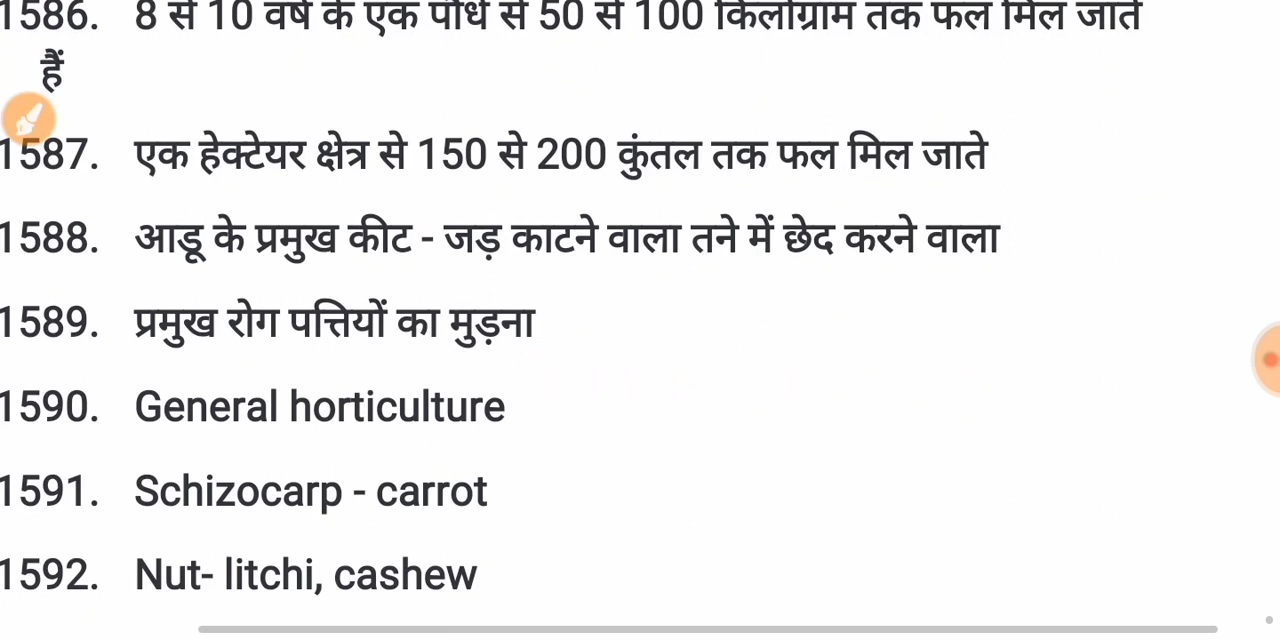 1586. 8 से 10 वर्ष के एक पौधे से 50 से 100 किलोग्राम तक फल मिल जाते
हैं
1587. एक हेक्टेयर क्षेत्र से 150 से 200 कुंतल तक फल मिल जाते
1588. आडू के प्रमुख कीट - जड़ काटने वाला तने में छेद करने वाला
1589. प्रमुख रोग पत्तियों का मुड़ना
1590. General horticulture
1591. Schizocarp - carrot
1592. Nut- litchi, cashew